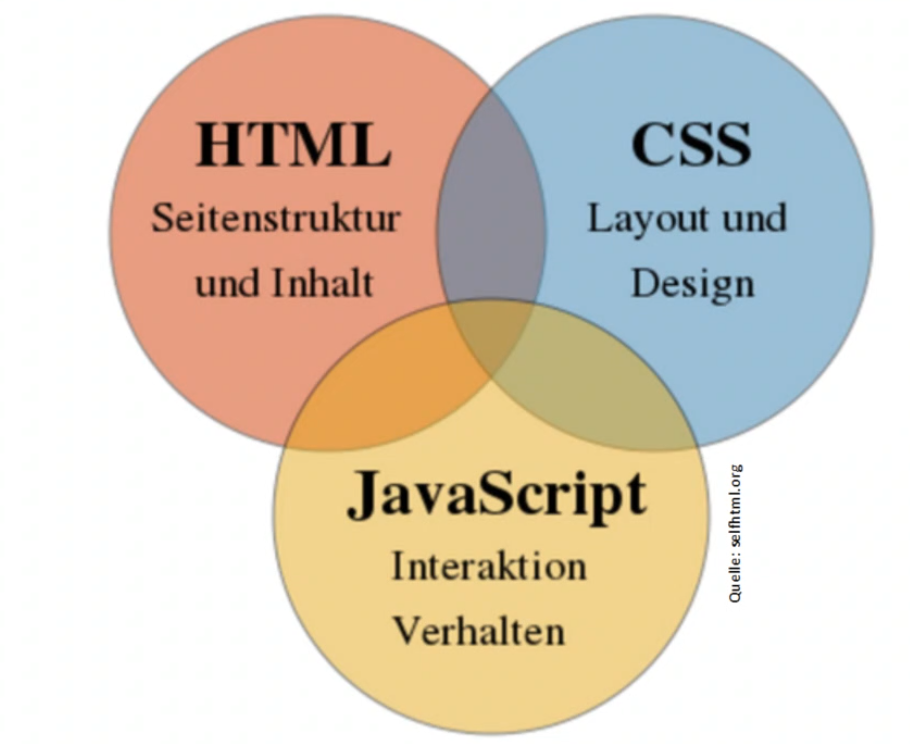 HTML
Seitenstruktur
und Inhalt
CSS
Layout und
Design
JavaScript
Interaktion
Verhalten
Quelle: selfhtml.org